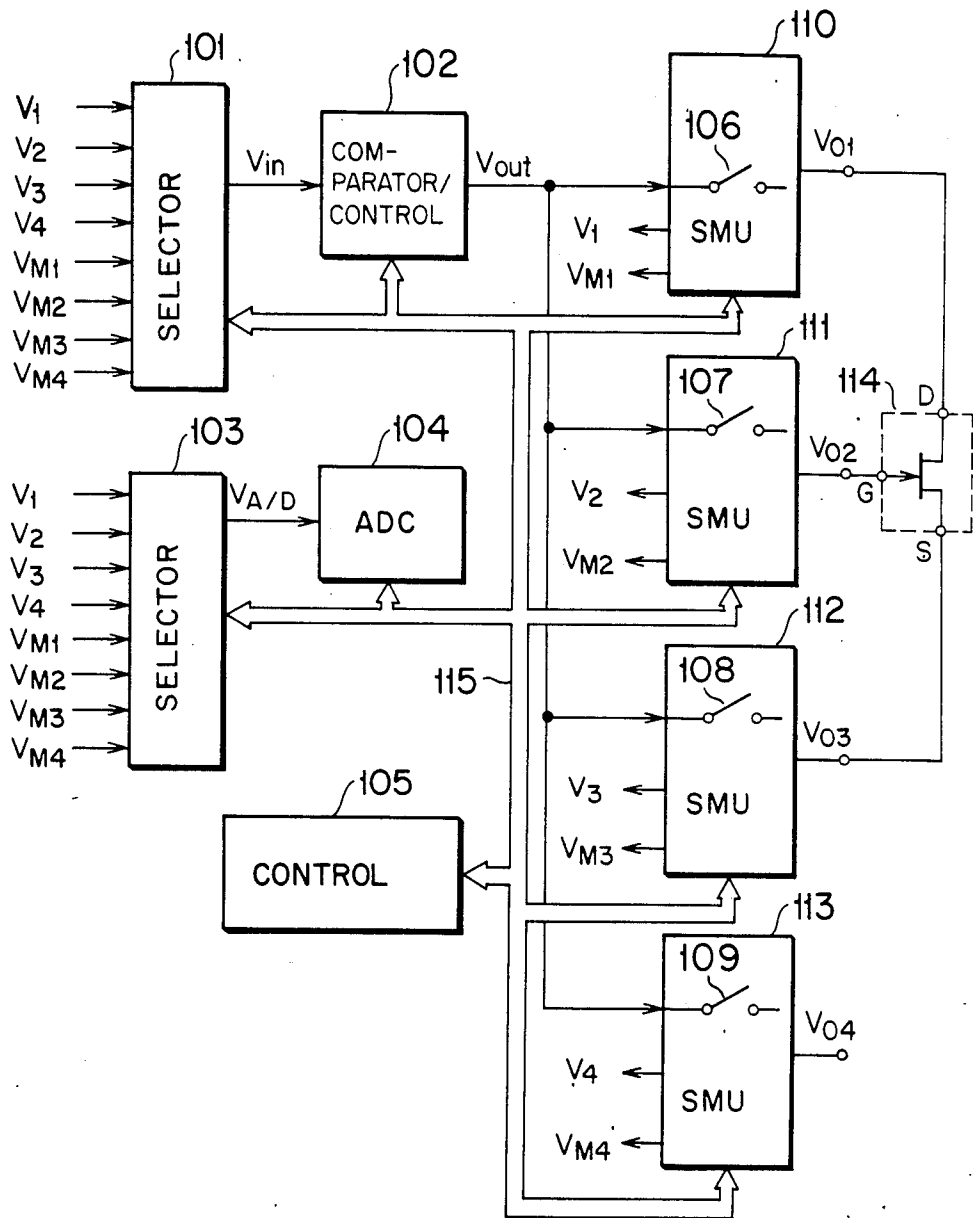 101
V1
V2
V3
V4
VM1
VM2
VM3
VM4
SELECTOR
Vin
102
COM-
PARATOR/
CONTROL
Vout
110
106
SMU
V1
VM1
V01
111
107
SMU
V2
VM2
V02
114
D
G
S
103
V1
V2
V3
V4
VM1
VM2
VM3
VM4
SELECTOR
VA/D
104
ADC
115
112
108
SMU
V3
VM3
V03
105
CONTROL
113
109
SMU
V4
VM4
V04